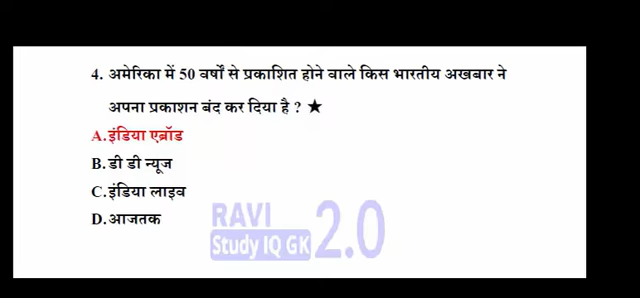 4. अमेरिका में 50 वर्षों से प्रकाशित होने वाले किस भारतीय अखबार ने
अपना प्रकाशन बंद कर दिया है ? ★
A.इंडिया एब्रॉड
B.डी डी न्यूज
C.इंडिया लाइव
D.आजतक
RAVI
Study IQ GK 2.0